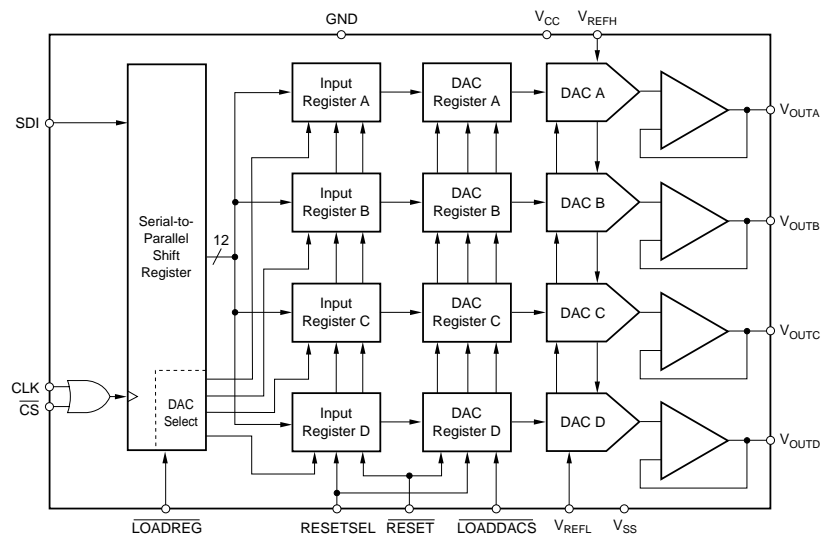 GND
VCC
VREFH
SDI
Serial-to-
Parallel
Shift
Register
12
DAC
Select
CLK
CS
Input
Register A
DAC
Register A
DAC A
VOUTA
Input
Register B
DAC
Register B
DAC B
VOUTB
Input
Register C
DAC
Register C
DAC C
VOUTC
Input
Register D
DAC
Register D
DAC D
VOUTD
LOADREG
RESETSEL
RESET
LOADDACS
VREFL
VSS